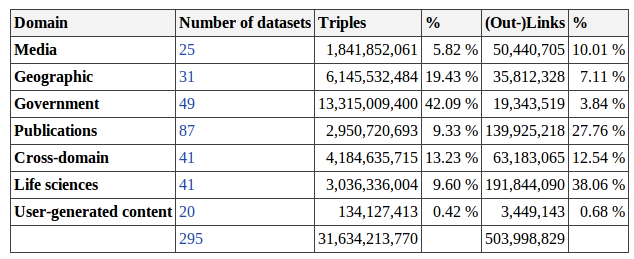 Domain Number of datasets Triples % (Out-)Links %
Media 25 1,841,852,061 5.82 % 50,440,705 10.01 %
Geographic 31 6,145,532,484 19.43 % 35,812,328 7.11 %
Government 49 13,315,009,400 42.09 % 19,343,519 3.84 %
Publications 87 2,950,720,693 9.33 % 139,925,218 27.76 %
Cross-domain 41 4,184,635,715 13.23 % 63,183,065 12.54 %
Life sciences 41 3,036,336,004 9.60 % 191,844,090 38.06 %
User-generated content 20 134,127,413 0.42 % 3,449,143 0.68 %
295 31,634,213,770 503,998,829